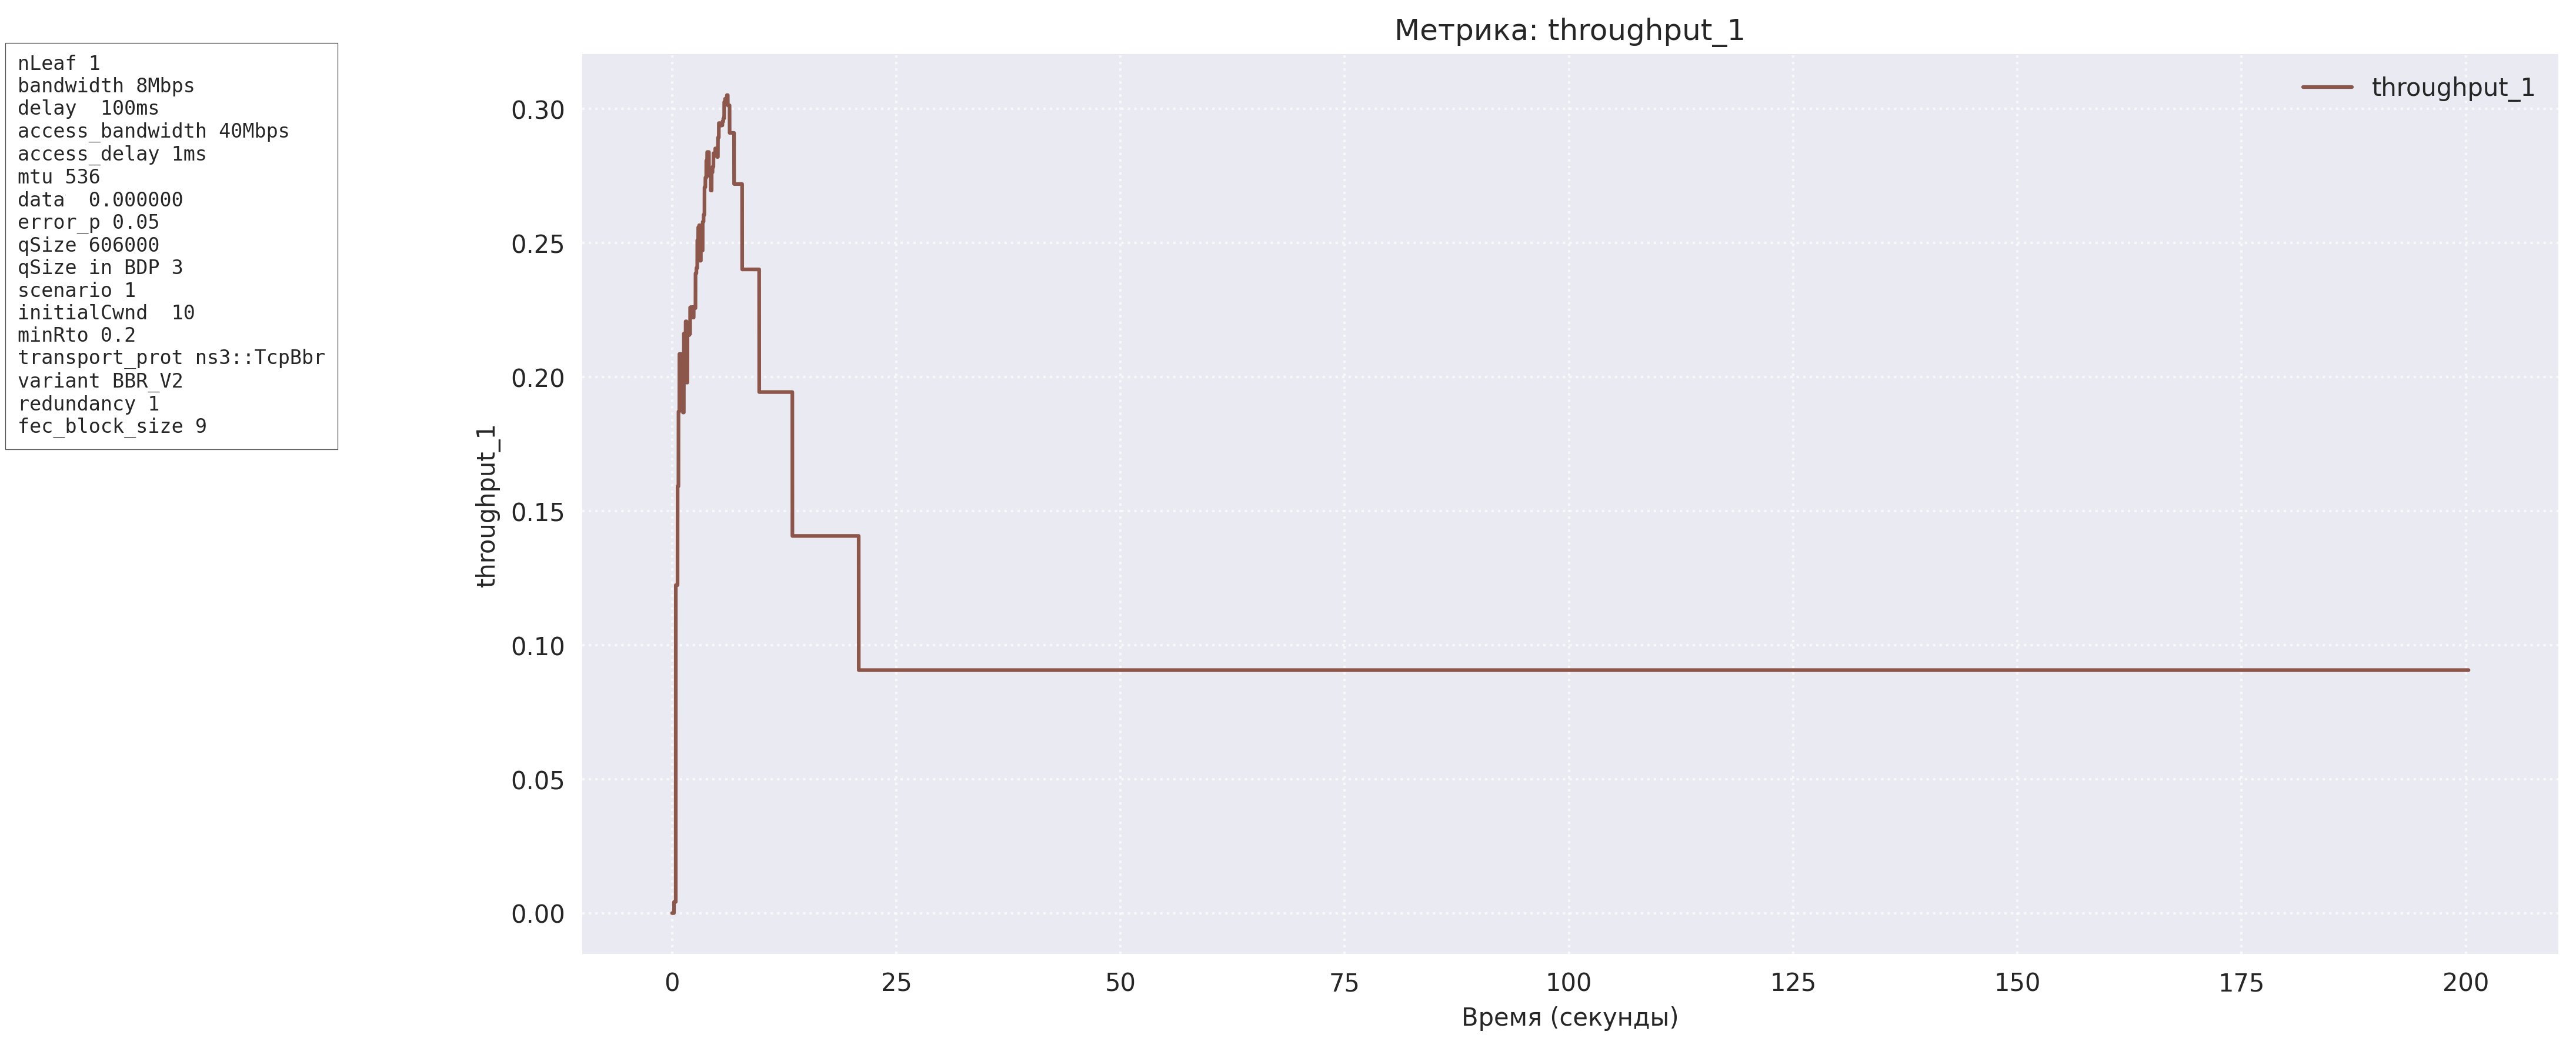 Метрика: throughput_1
nLeaf 1
bandwidth 8Mbps
delay  100ms
access_bandwidth 40Mbps
access_delay 1ms
mtu 536
data  0.000000
error_p 0.05
qSize 606000
qSize in BDP 3
scenario 1
initialCwnd  10
minRto 0.2
transport_prot ns3::TcpBbr
variant BBR_V2
redundancy 1
fec_block_size 9
throughput_1
throughput_1
0.30
0.25
0.20
0.15
0.10
0.05
0.00
0 25 50 75 100 125 150 175 200
Время (секунды)